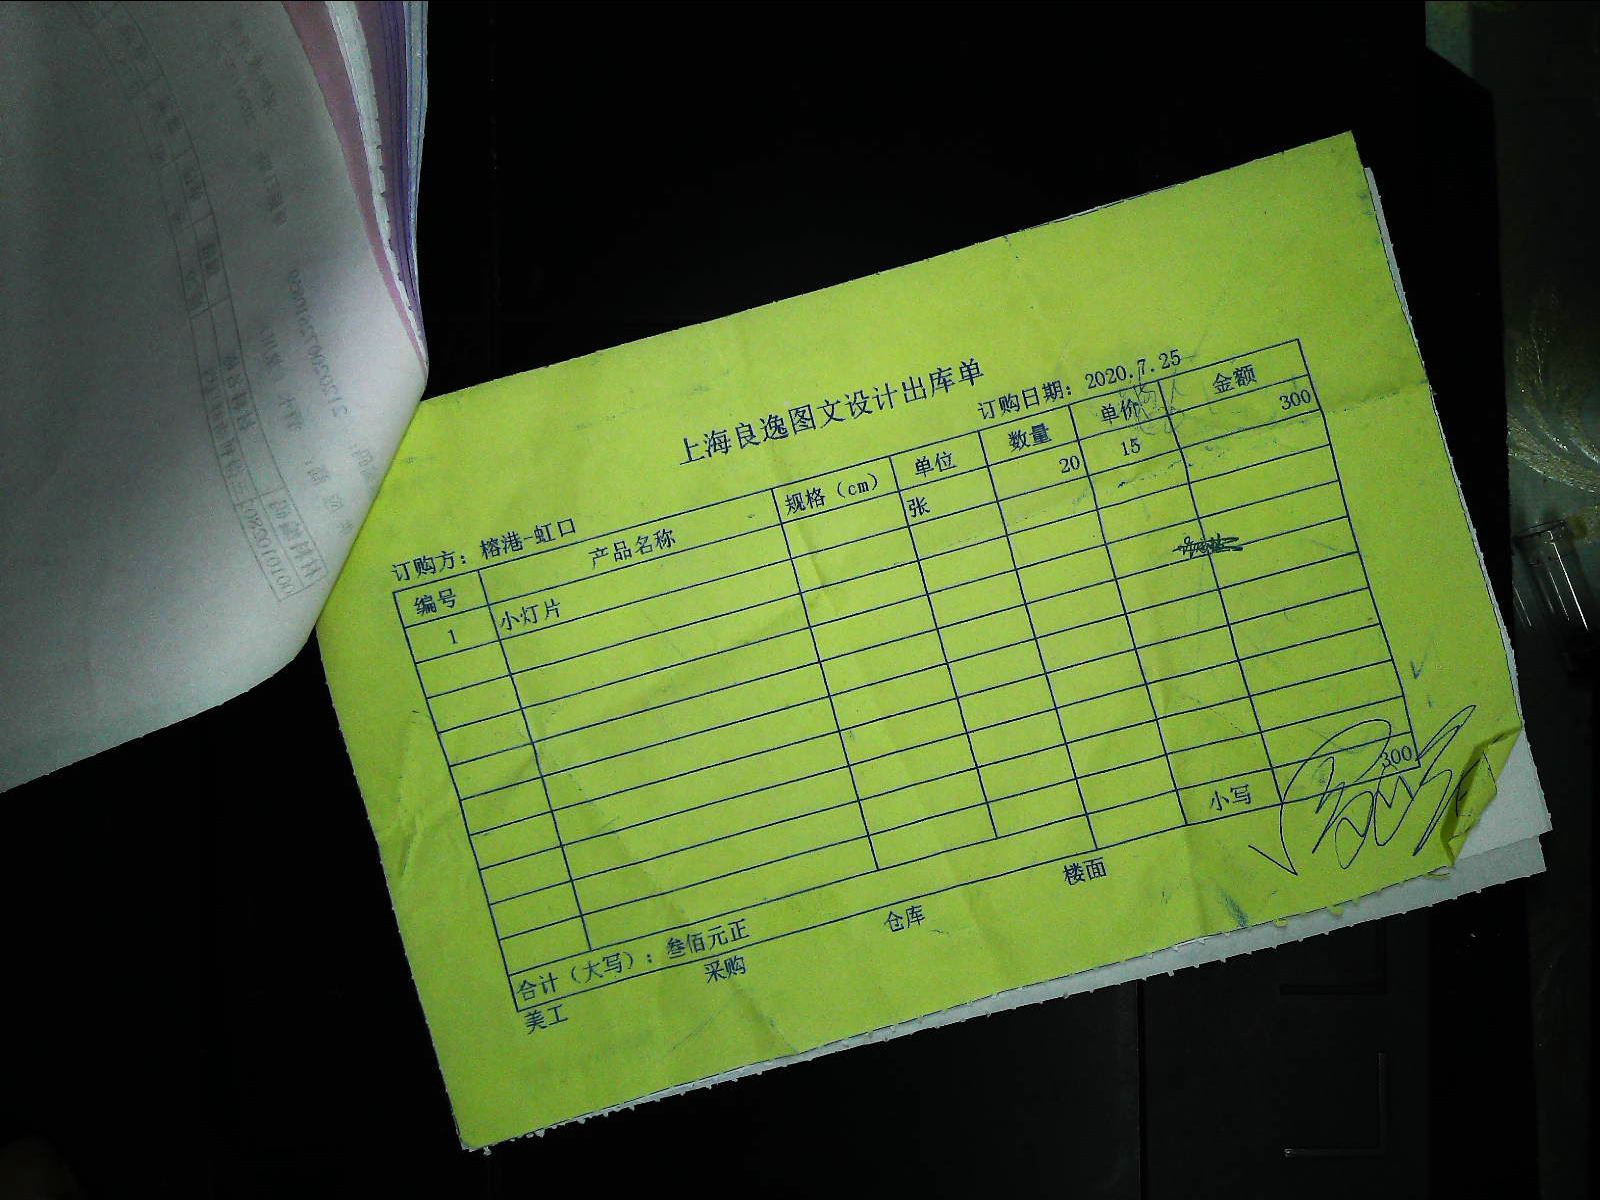 上海良逸图文设计出库单
订购方：榕港-虹口 订购日期：2020.7.25
编号 产品名称 规格（cm） 单位 数量 单价 金额
1 小灯片 张 20 15 300
合计（大写）：叁佰元正 小写 300
美工 采购 仓库 楼面